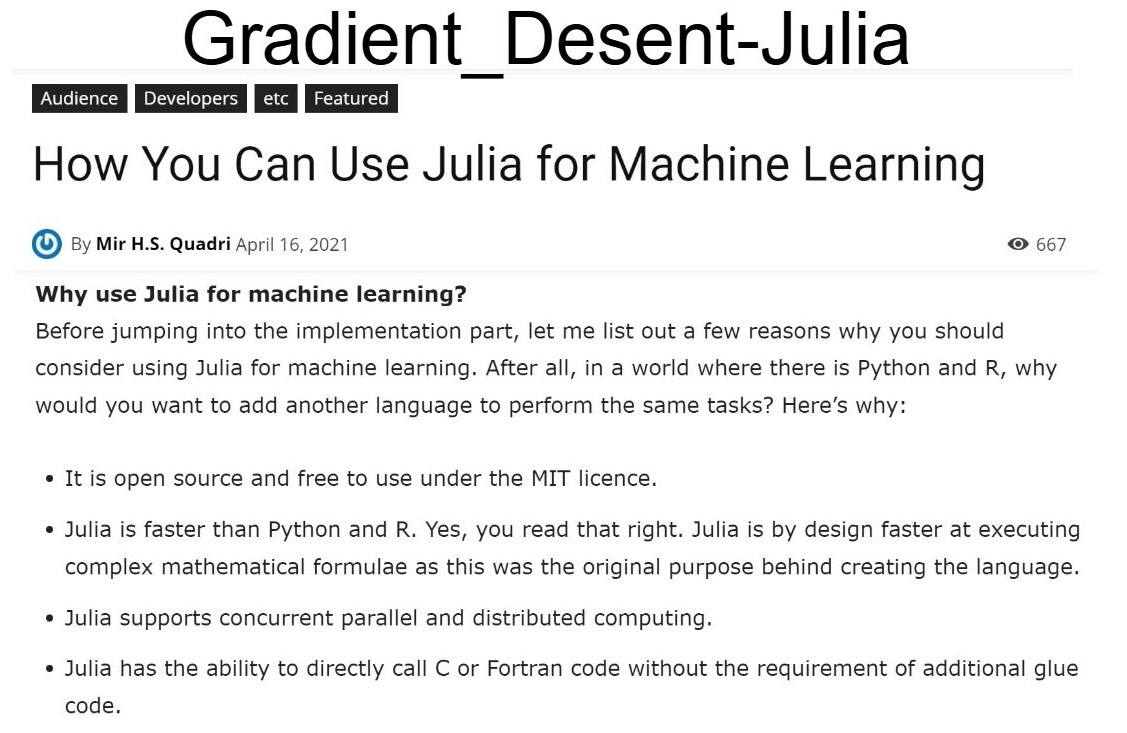 Gradient_Desent-Julia
Audience Developers etc Featured
How You Can Use Julia for Machine Learning
By Mir H.S. Quadri April 16, 2021 667
Why use Julia for machine learning?
Before jumping into the implementation part, let me list out a few reasons why you should
consider using Julia for machine learning. After all, in a world where there is Python and R, why
would you want to add another language to perform the same tasks? Here’s why:
• It is open source and free to use under the MIT licence.
• Julia is faster than Python and R. Yes, you read that right. Julia is by design faster at executing
complex mathematical formulae as this was the original purpose behind creating the language.
• Julia supports concurrent parallel and distributed computing.
• Julia has the ability to directly call C or Fortran code without the requirement of additional glue
code.